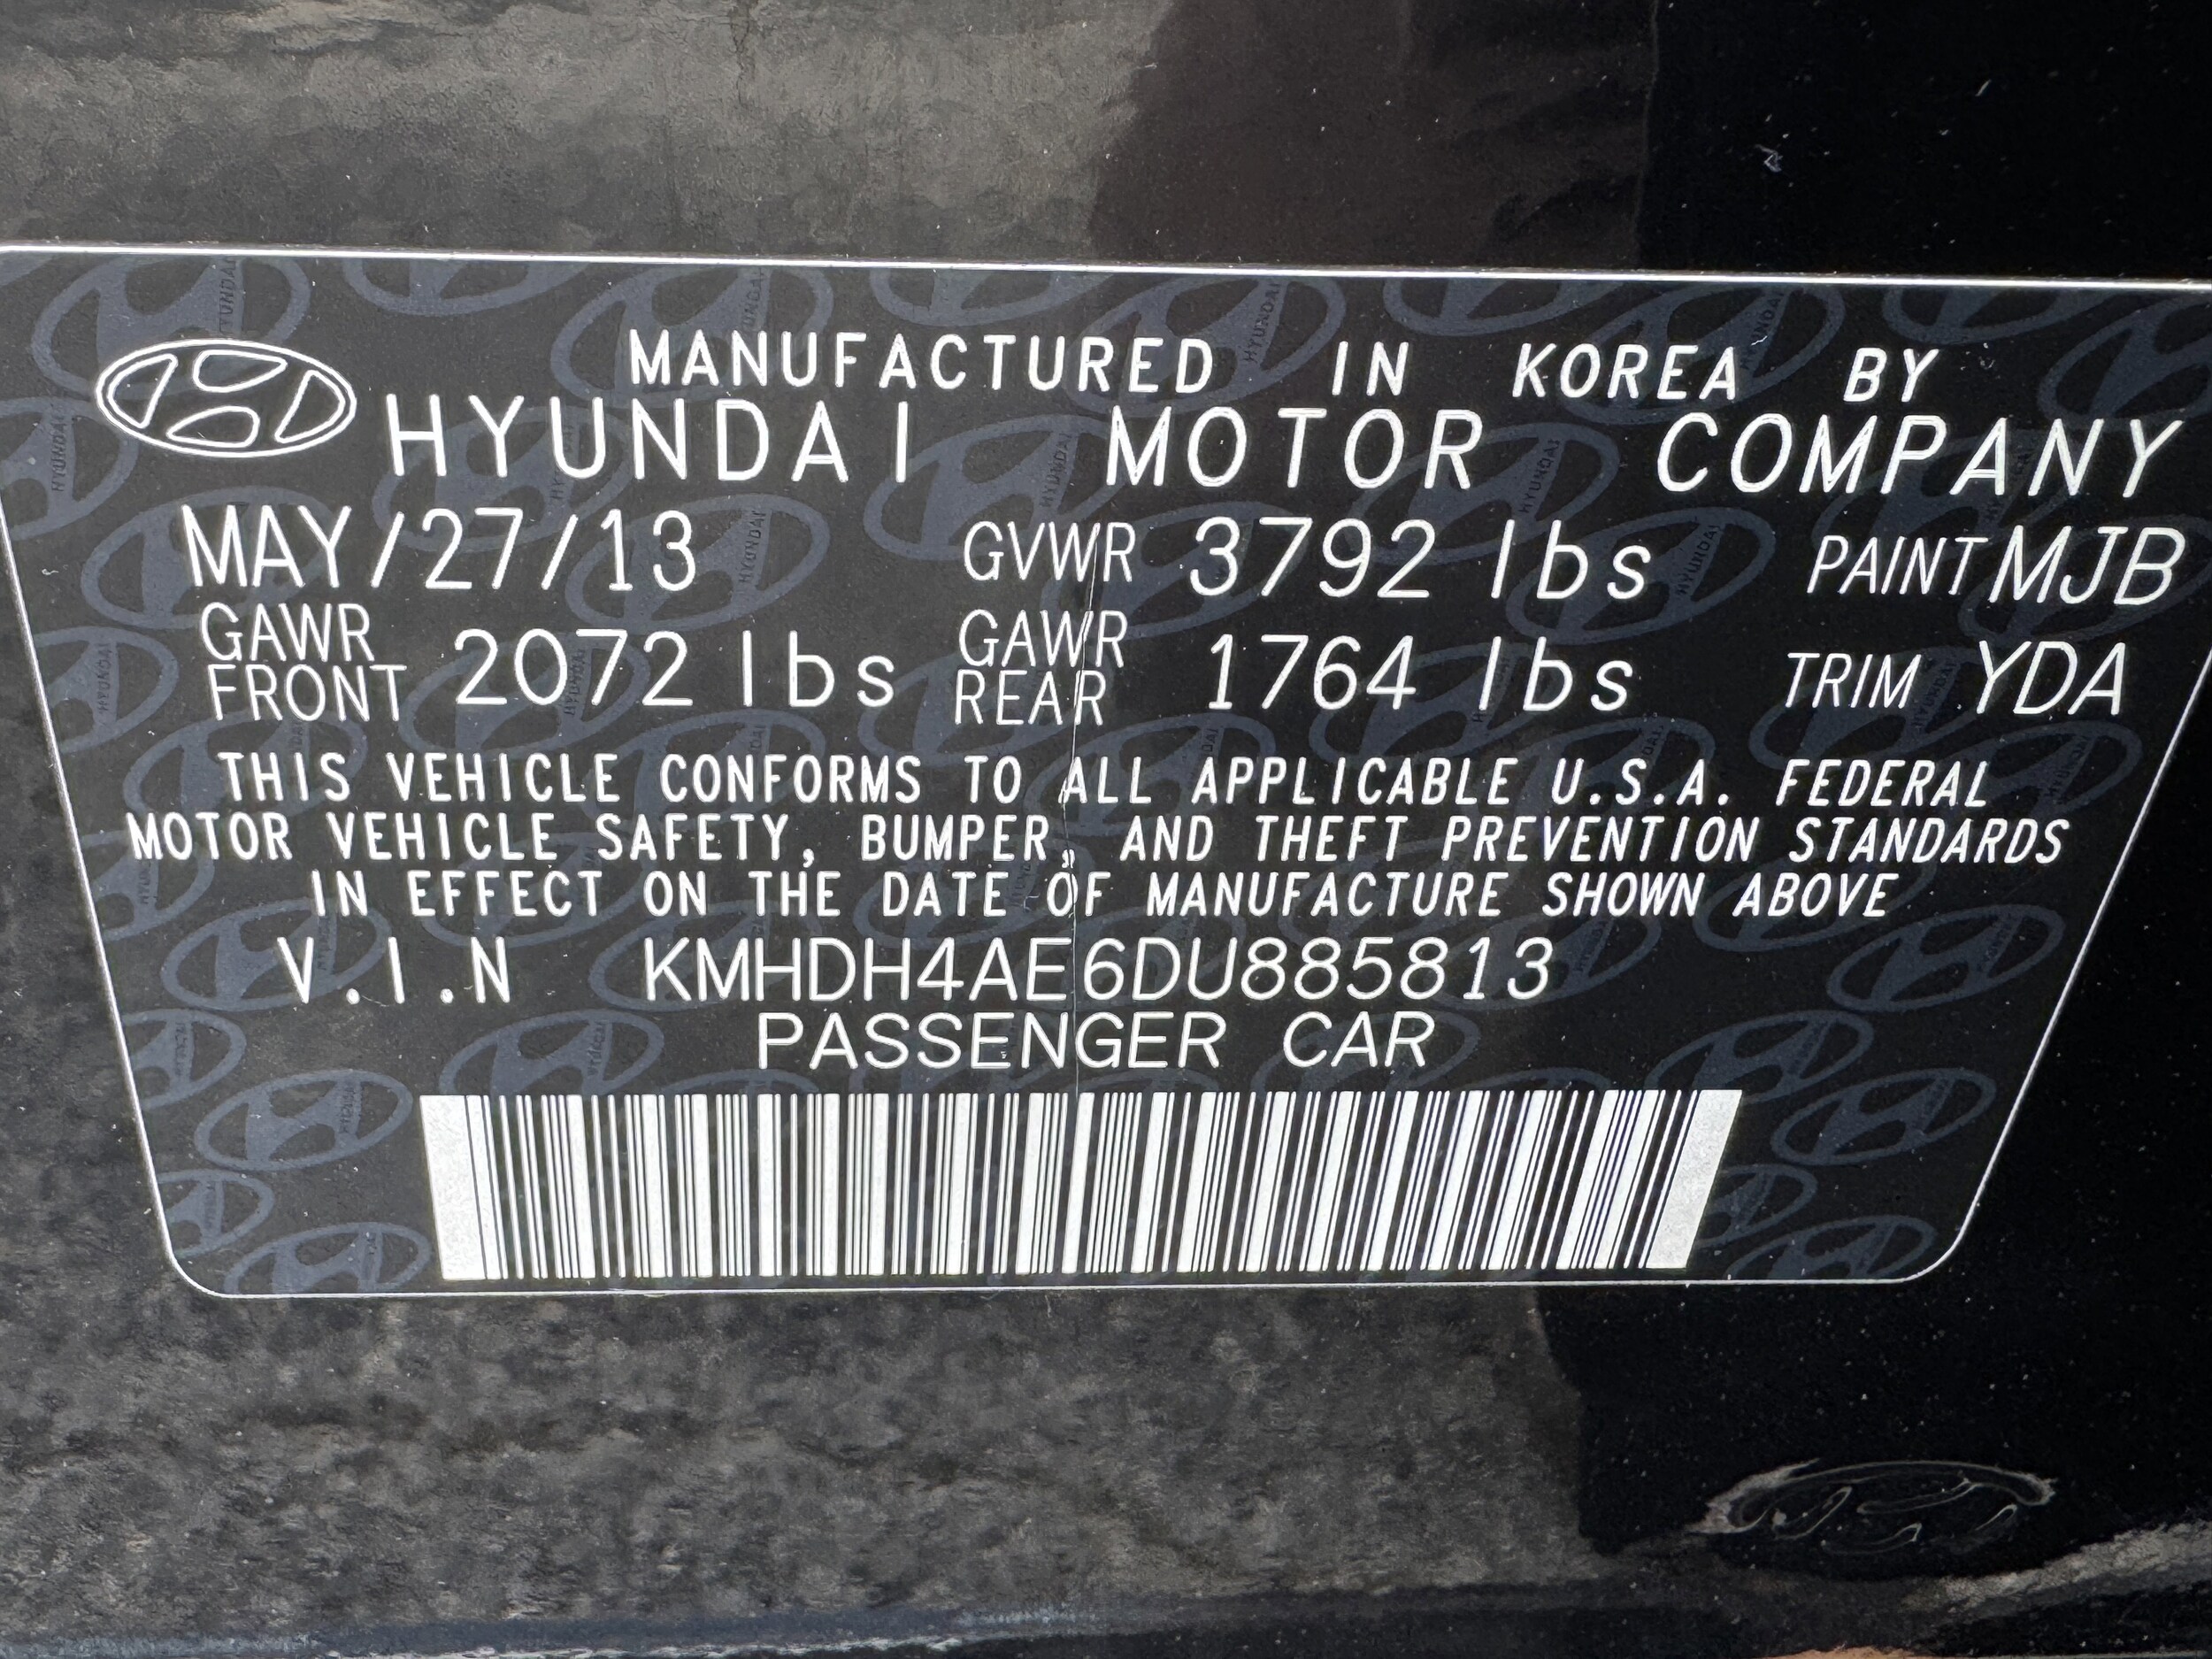 MANUFACTURED IN KOREA BY
HYUNDAI MOTOR COMPANY
MAY/27/13 GVWR 3792 lbs PAINT MJB
GAWR FRONT 2072 lbs GAWR REAR 1764 lbs TRIM YDA
THIS VEHICLE CONFORMS TO ALL APPLICABLE U.S.A. FEDERAL
MOTOR VEHICLE SAFETY, BUMPER, AND THEFT PREVENTION STANDARDS
IN EFFECT ON THE DATE OF MANUFACTURE SHOWN ABOVE
V.I.N KMHDH4AE6DU885813
PASSENGER CAR